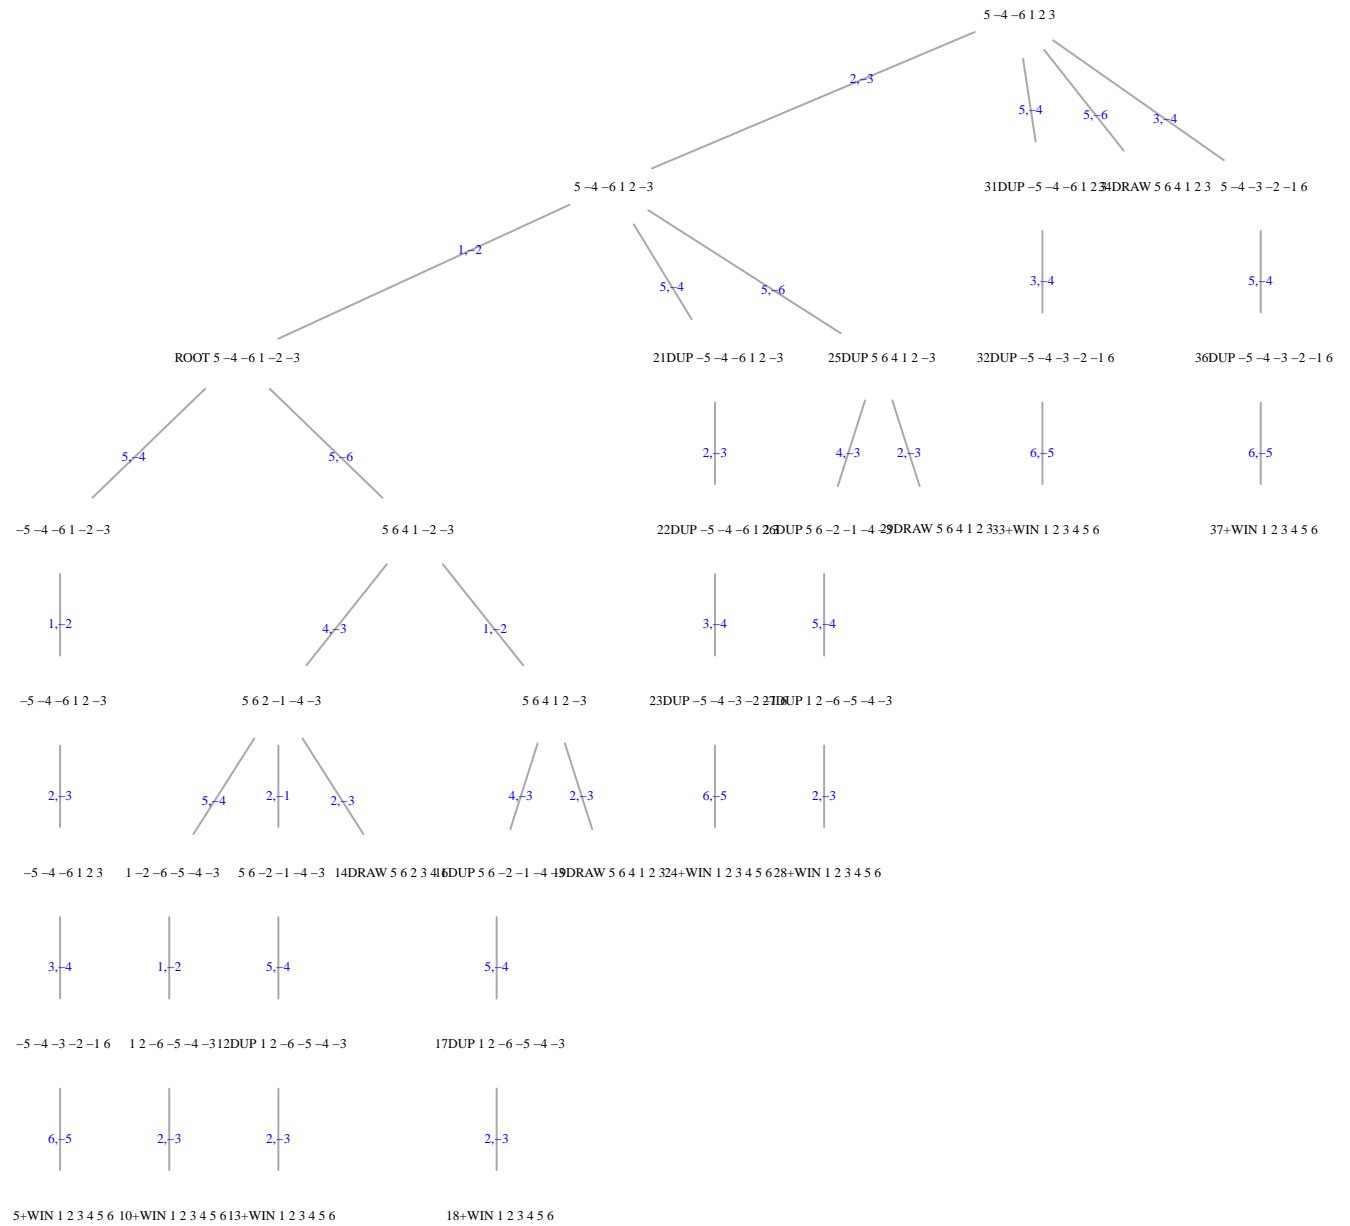 5 −4 −6 1 2 3
2,−3
5,−4
5,−6
3,−4
5 −4 −6 1 2 −3
31DUP −5 −4 −6 1 2 3
34DRAW 5 6 4 1 2 3
5 −4 −3 −2 −1 6
1,−2
5,−4
5,−6
3,−4
5,−4
ROOT 5 −4 −6 1 −2 −3
21DUP −5 −4 −6 1 2 −3
25DUP 5 6 4 1 2 −3
32DUP −5 −4 −3 −2 −1 6
36DUP −5 −4 −3 −2 −1 6
5,−4
5,−6
2,−3
4,−3
2,−3
6,−5
6,−5
−5 −4 −6 1 −2 −3
5 6 4 1 −2 −3
22DUP −5 −4 −6 1 2 3
26DUP 5 6 −2 −1 −4 −3
29DRAW 5 6 4 1 2 3
33+WIN 1 2 3 4 5 6
37+WIN 1 2 3 4 5 6
1,−2
4,−3
1,−2
3,−4
5,−4
−5 −4 −6 1 2 −3
5 6 2 −1 −4 −3
5 6 4 1 2 −3
23DUP −5 −4 −3 −2 −1 6
27DUP 1 2 −6 −5 −4 −3
2,−3
5,−4
2,−1
2,−3
4,−3
2,−3
6,−5
2,−3
−5 −4 −6 1 2 3
1 −2 −6 −5 −4 −3
5 6 −2 −1 −4 −3
14DRAW 5 6 2 3 4 1
16DUP 5 6 −2 −1 −4 −3
19DRAW 5 6 4 1 2 3
24+WIN 1 2 3 4 5 6
28+WIN 1 2 3 4 5 6
3,−4
1,−2
5,−4
5,−4
−5 −4 −3 −2 −1 6
1 2 −6 −5 −4 −3
12DUP 1 2 −6 −5 −4 −3
17DUP 1 2 −6 −5 −4 −3
6,−5
2,−3
2,−3
2,−3
5+WIN 1 2 3 4 5 6
10+WIN 1 2 3 4 5 6
13+WIN 1 2 3 4 5 6
18+WIN 1 2 3 4 5 6